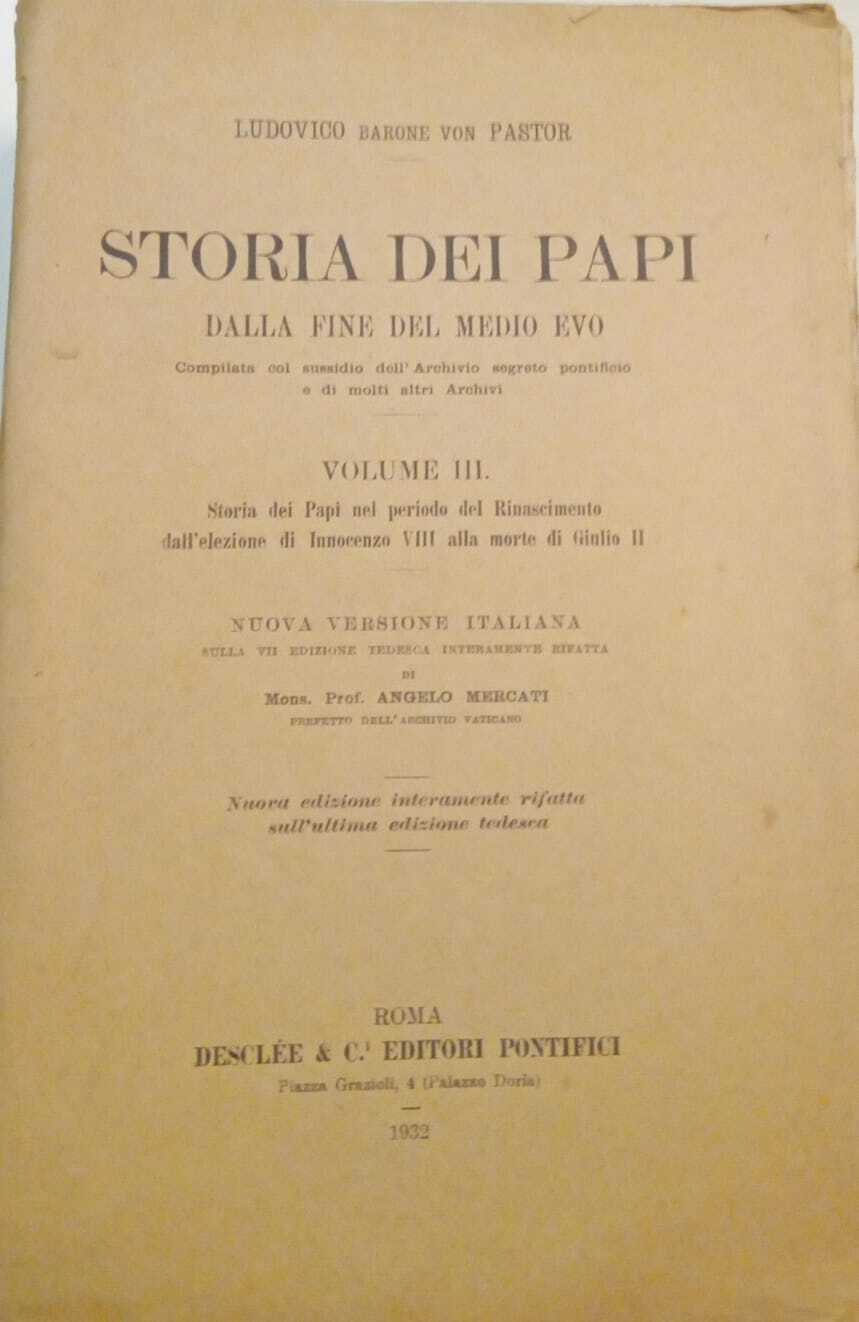 LUDOVICO BARONE VON PASTOR
STORIA DEI PAPI
DALLA FINE DEL MEDIO EVO
Compilata col sussidio dell'Archivio segreto pontificio
e di molti altri Archivi
VOLUME III.
Storia dei Papi nel periodo del Rinascimento
dall'elezione di Innocenzo VIII alla morte di Giulio II
NUOVA VERSIONE ITALIANA
SULLA VII EDIZIONE TEDESCA INTERAMENTE RIFATTA
DI
Mons. Prof. ANGELO MERCATI
PREFETTO DELL'ARCHIVIO VATICANO
Nuova edizione interamente rifatta
sull'ultima edizione tedesca
ROMA
DESCLÉE & C.ⁱ EDITORI PONTIFICI
Piazza Grazioli, 4 (Palazzo Doria)
1932